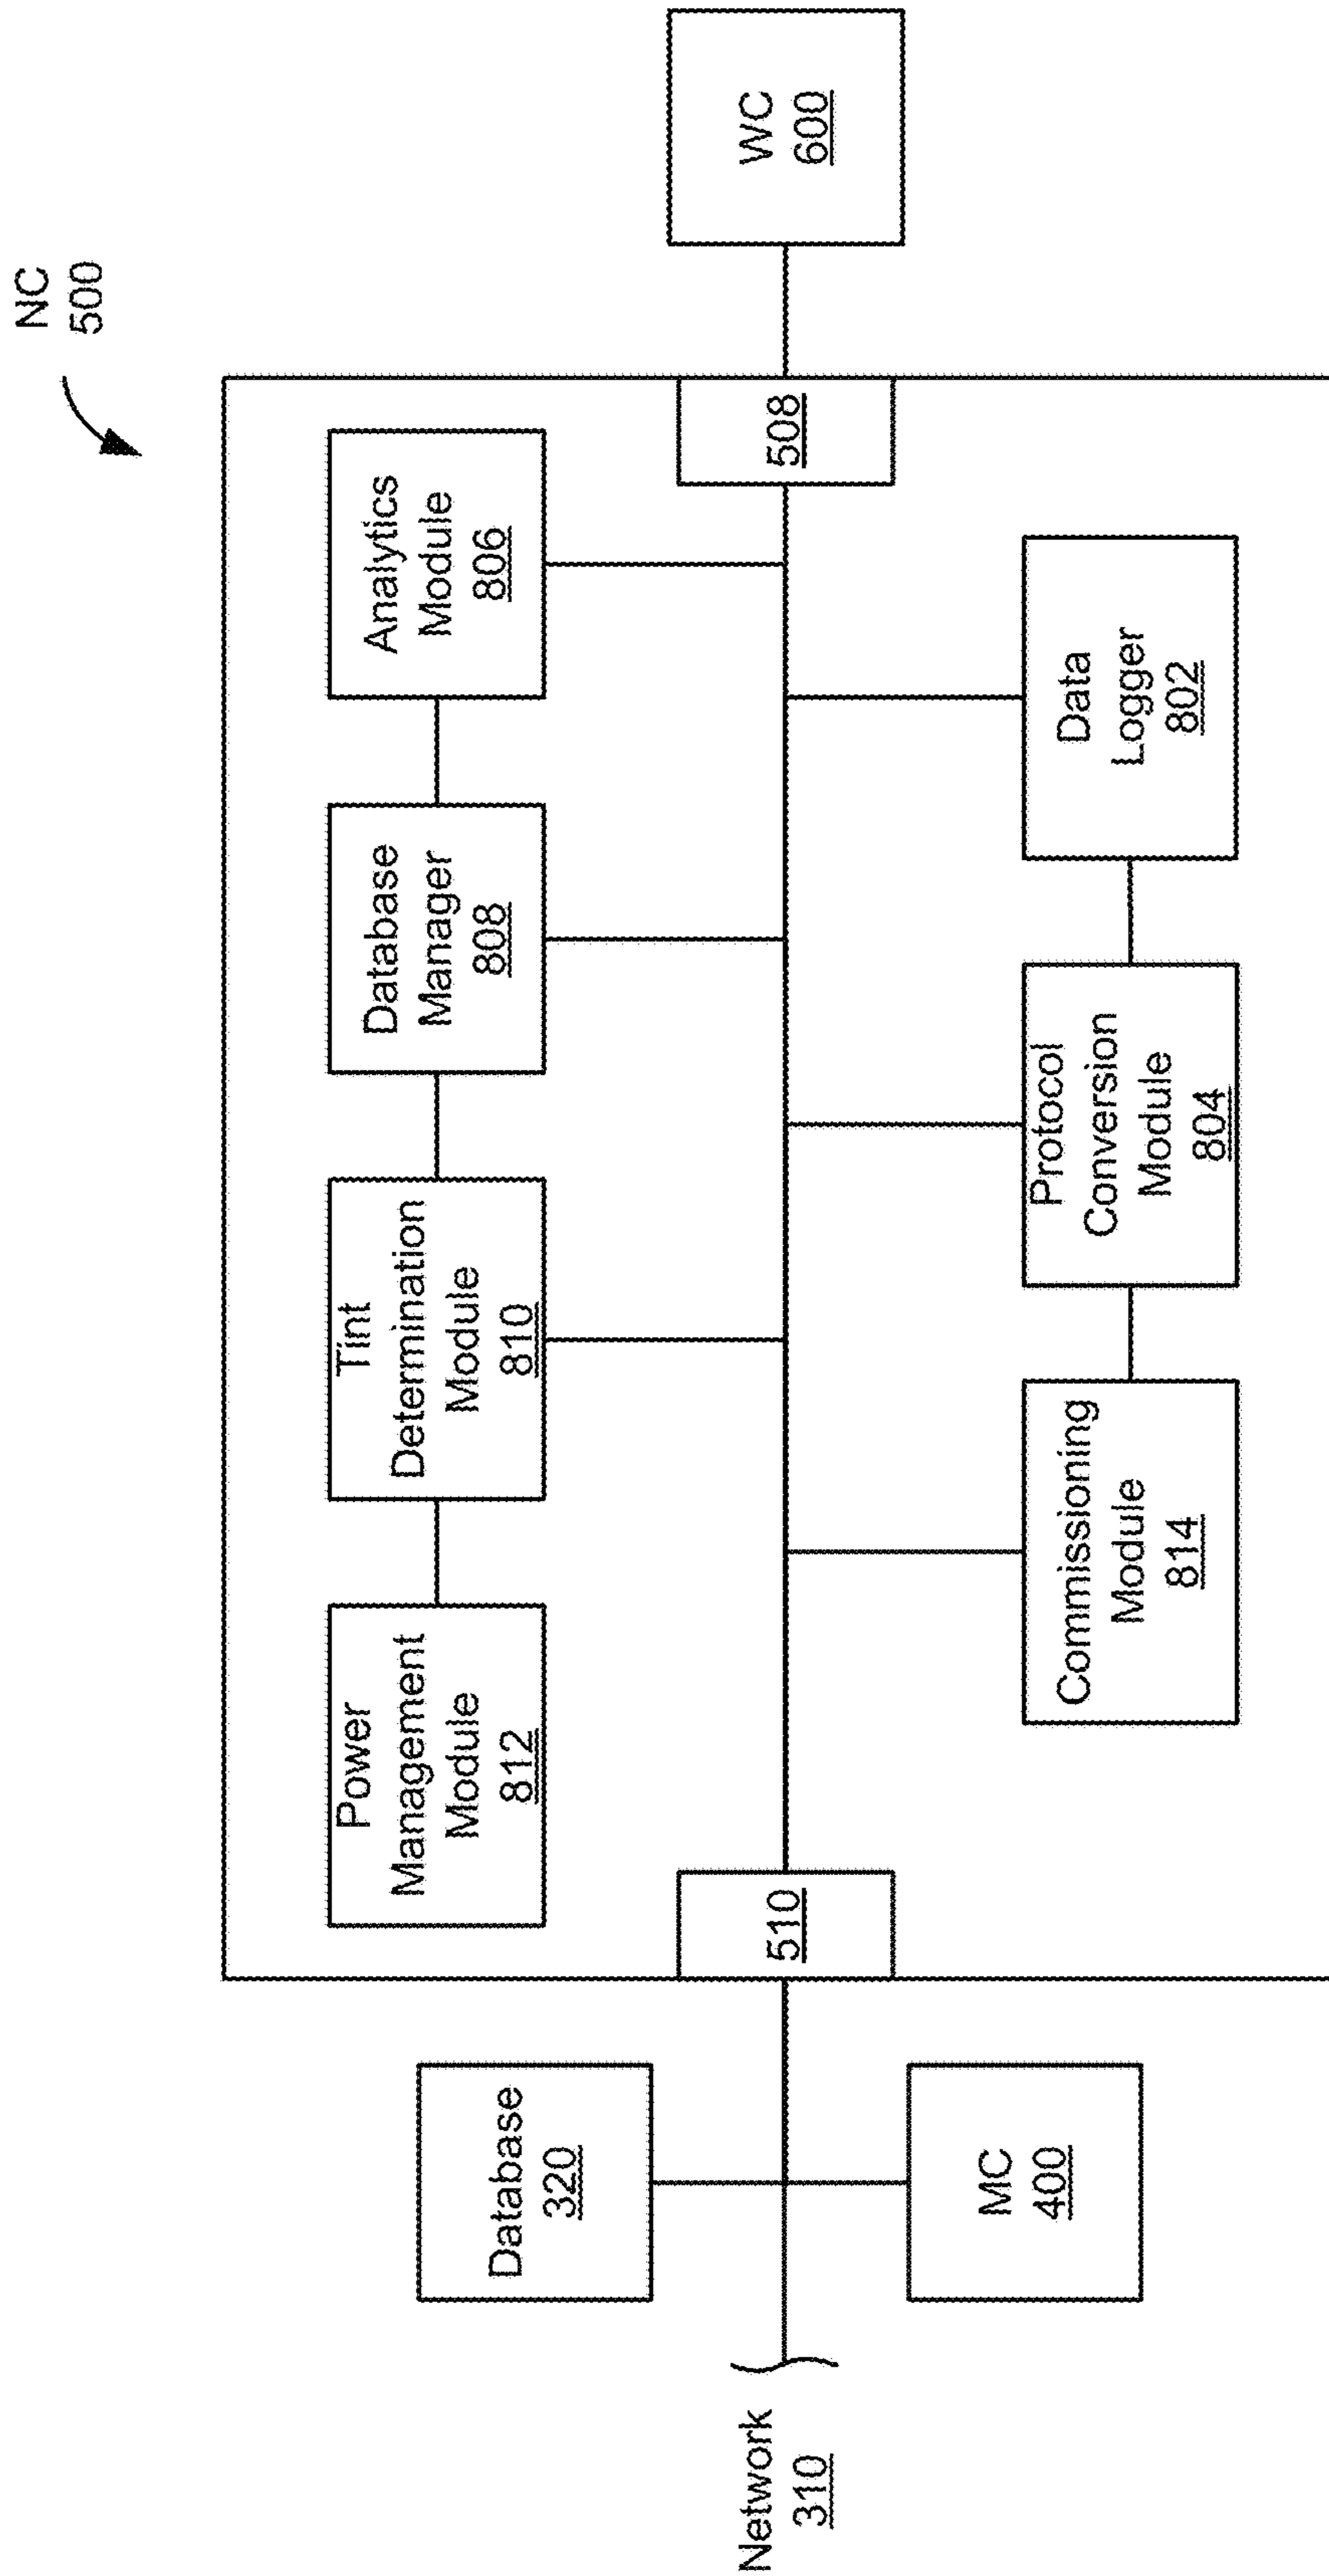 NC
500
Power
Management
Module
812
Tint
Determination
Module
810
Database
Manager
808
Analytics
Module
806
Database
320
Network
310
510
508
WC
600
MC
400
Commissioning
Module
814
Protocol
Conversion
Module
804
Data
Logger
802